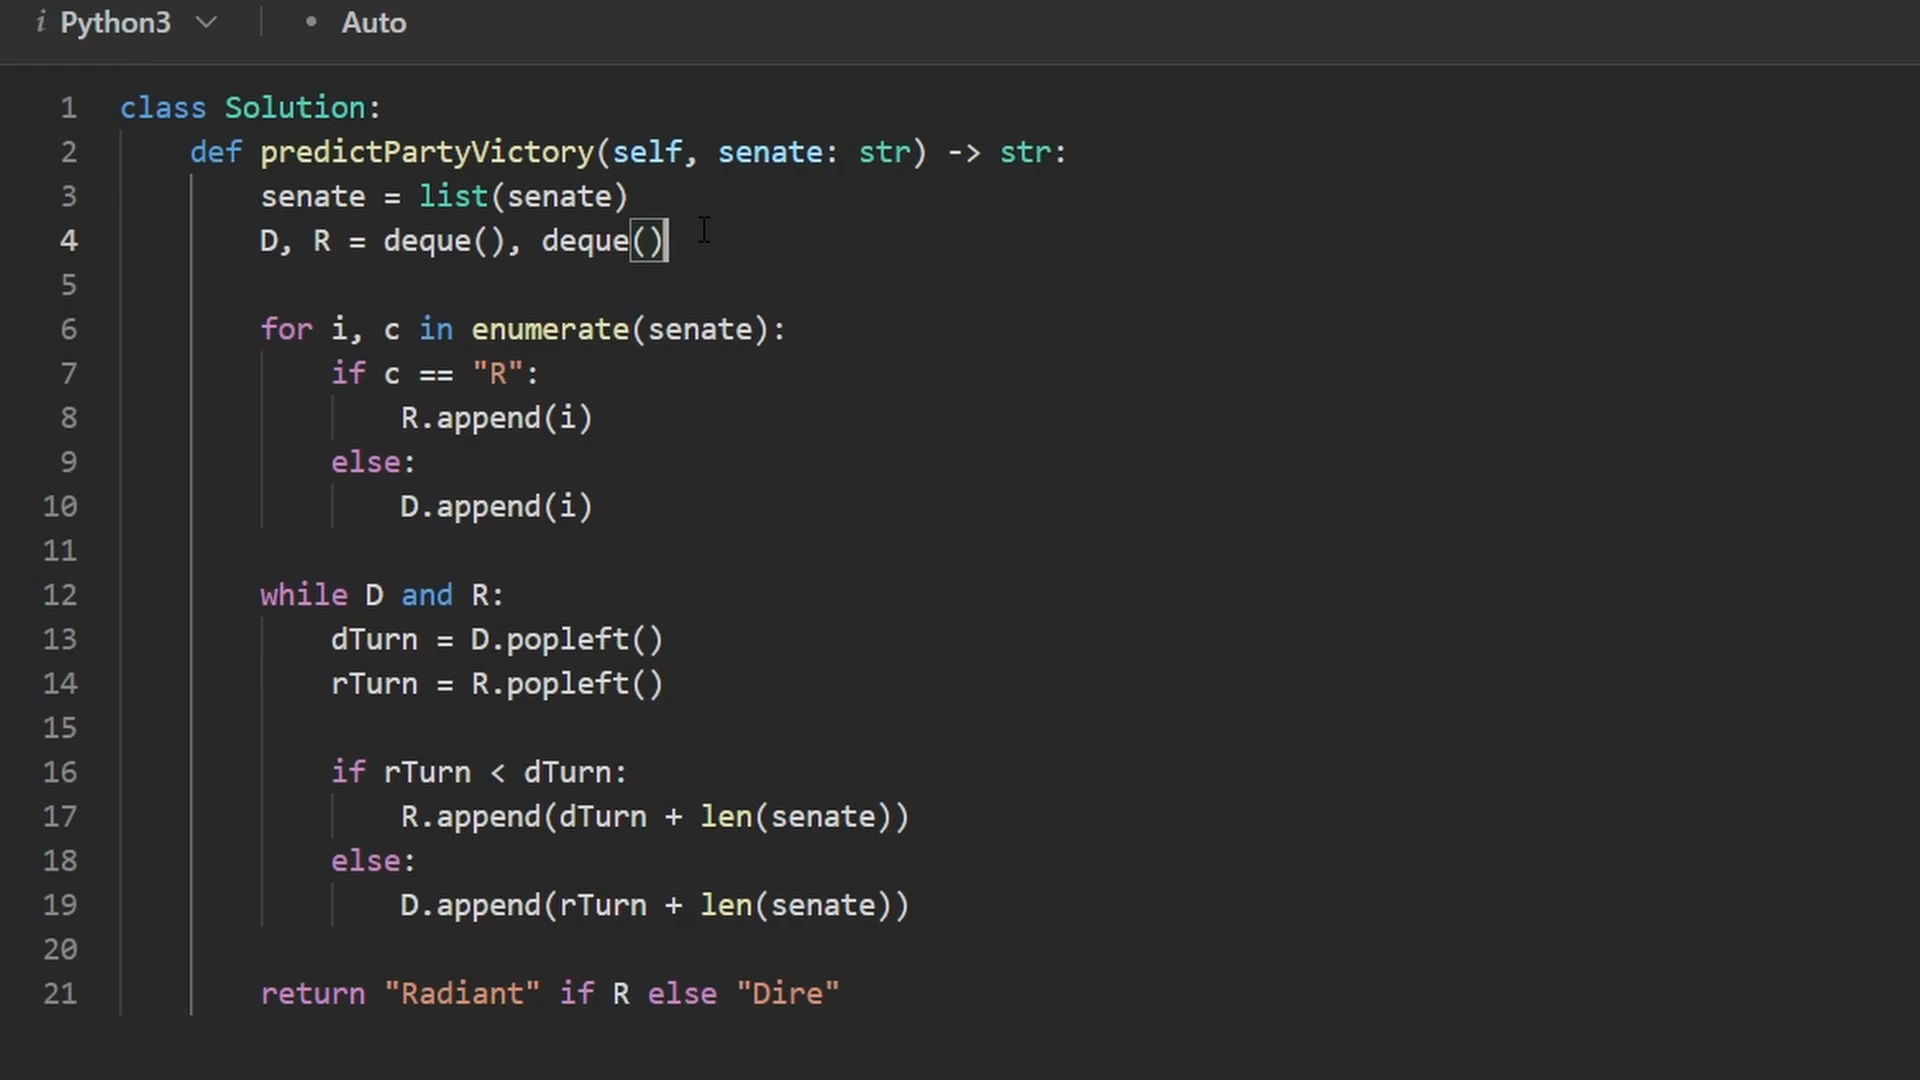 i Python3 • Auto
1 class Solution:
2 def predictPartyVictory(self, senate: str) -> str:
3 senate = list(senate)
4 D, R = deque(), deque()
5
6 for i, c in enumerate(senate):
7 if c == "R":
8 R.append(i)
9 else:
10 D.append(i)
11
12 while D and R:
13 dTurn = D.popleft()
14 rTurn = R.popleft()
15
16 if rTurn < dTurn:
17 R.append(dTurn + len(senate))
18 else:
19 D.append(rTurn + len(senate))
20
21 return "Radiant" if R else "Dire"